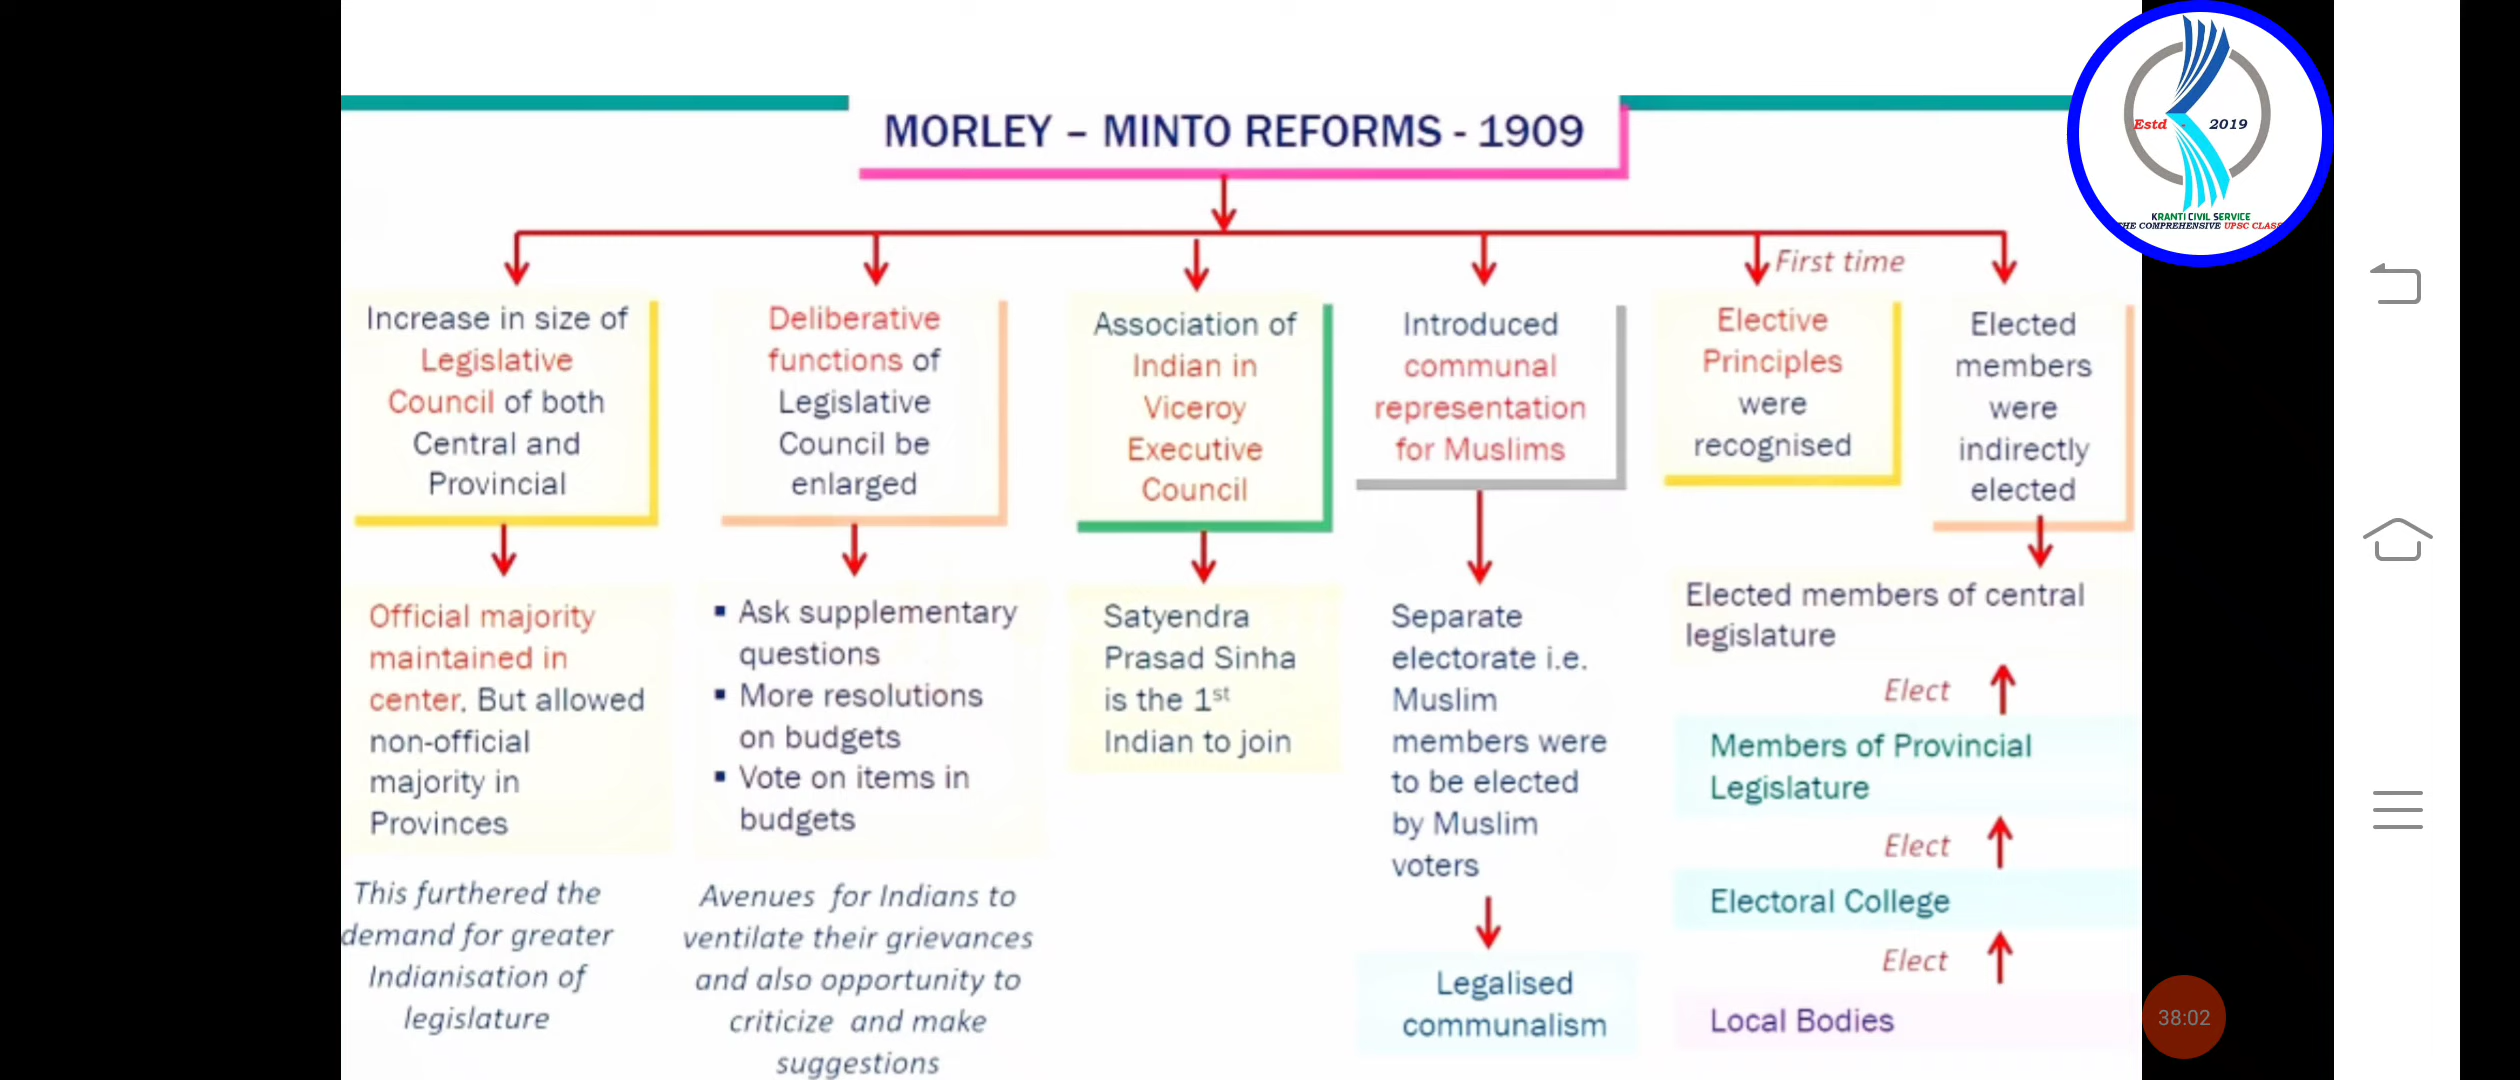 MORLEY – MINTO REFORMS - 1909
Estd - 2019
KRANTI CIVIL SERVICE
THE COMPREHENSIVE UPSC CLASS
First time
Increase in size of
Legislative
Council of both
Central and
Provincial
Official majority
maintained in
center. But allowed
non-official
majority in
Provinces
This furthered the
demand for greater
Indianisation of
legislature
Deliberative
functions of
Legislative
Council be
enlarged
▪ Ask supplementary
questions
▪ More resolutions
on budgets
▪ Vote on items in
budgets
Avenues for Indians to
ventilate their grievances
and also opportunity to
criticize and make
suggestions
Association of
Indian in
Viceroy
Executive
Council
Satyendra
Prasad Sinha
is the 1st
Indian to join
Introduced
communal
representation
for Muslims
Separate
electorate i.e.
Muslim
members were
to be elected
by Muslim
voters
Legalised
communalism
Elective
Principles
were
recognised
Elected
members
were
indirectly
elected
Elected members of central
legislature
Elect
Members of Provincial
Legislature
Elect
Electoral College
Elect
Local Bodies
38:02